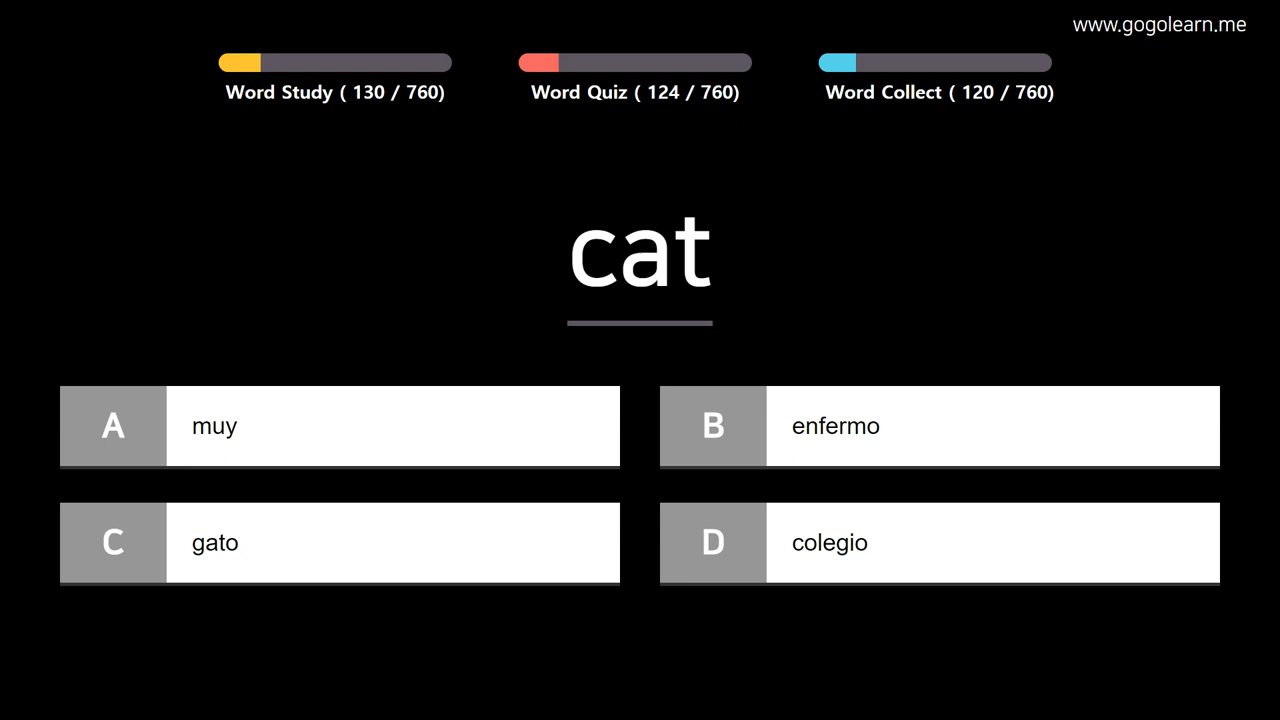 www.gogolearn.me
Word Study ( 130 / 760)
Word Quiz ( 124 / 760)
Word Collect ( 120 / 760)
cat
A muy
B enfermo
C gato
D colegio